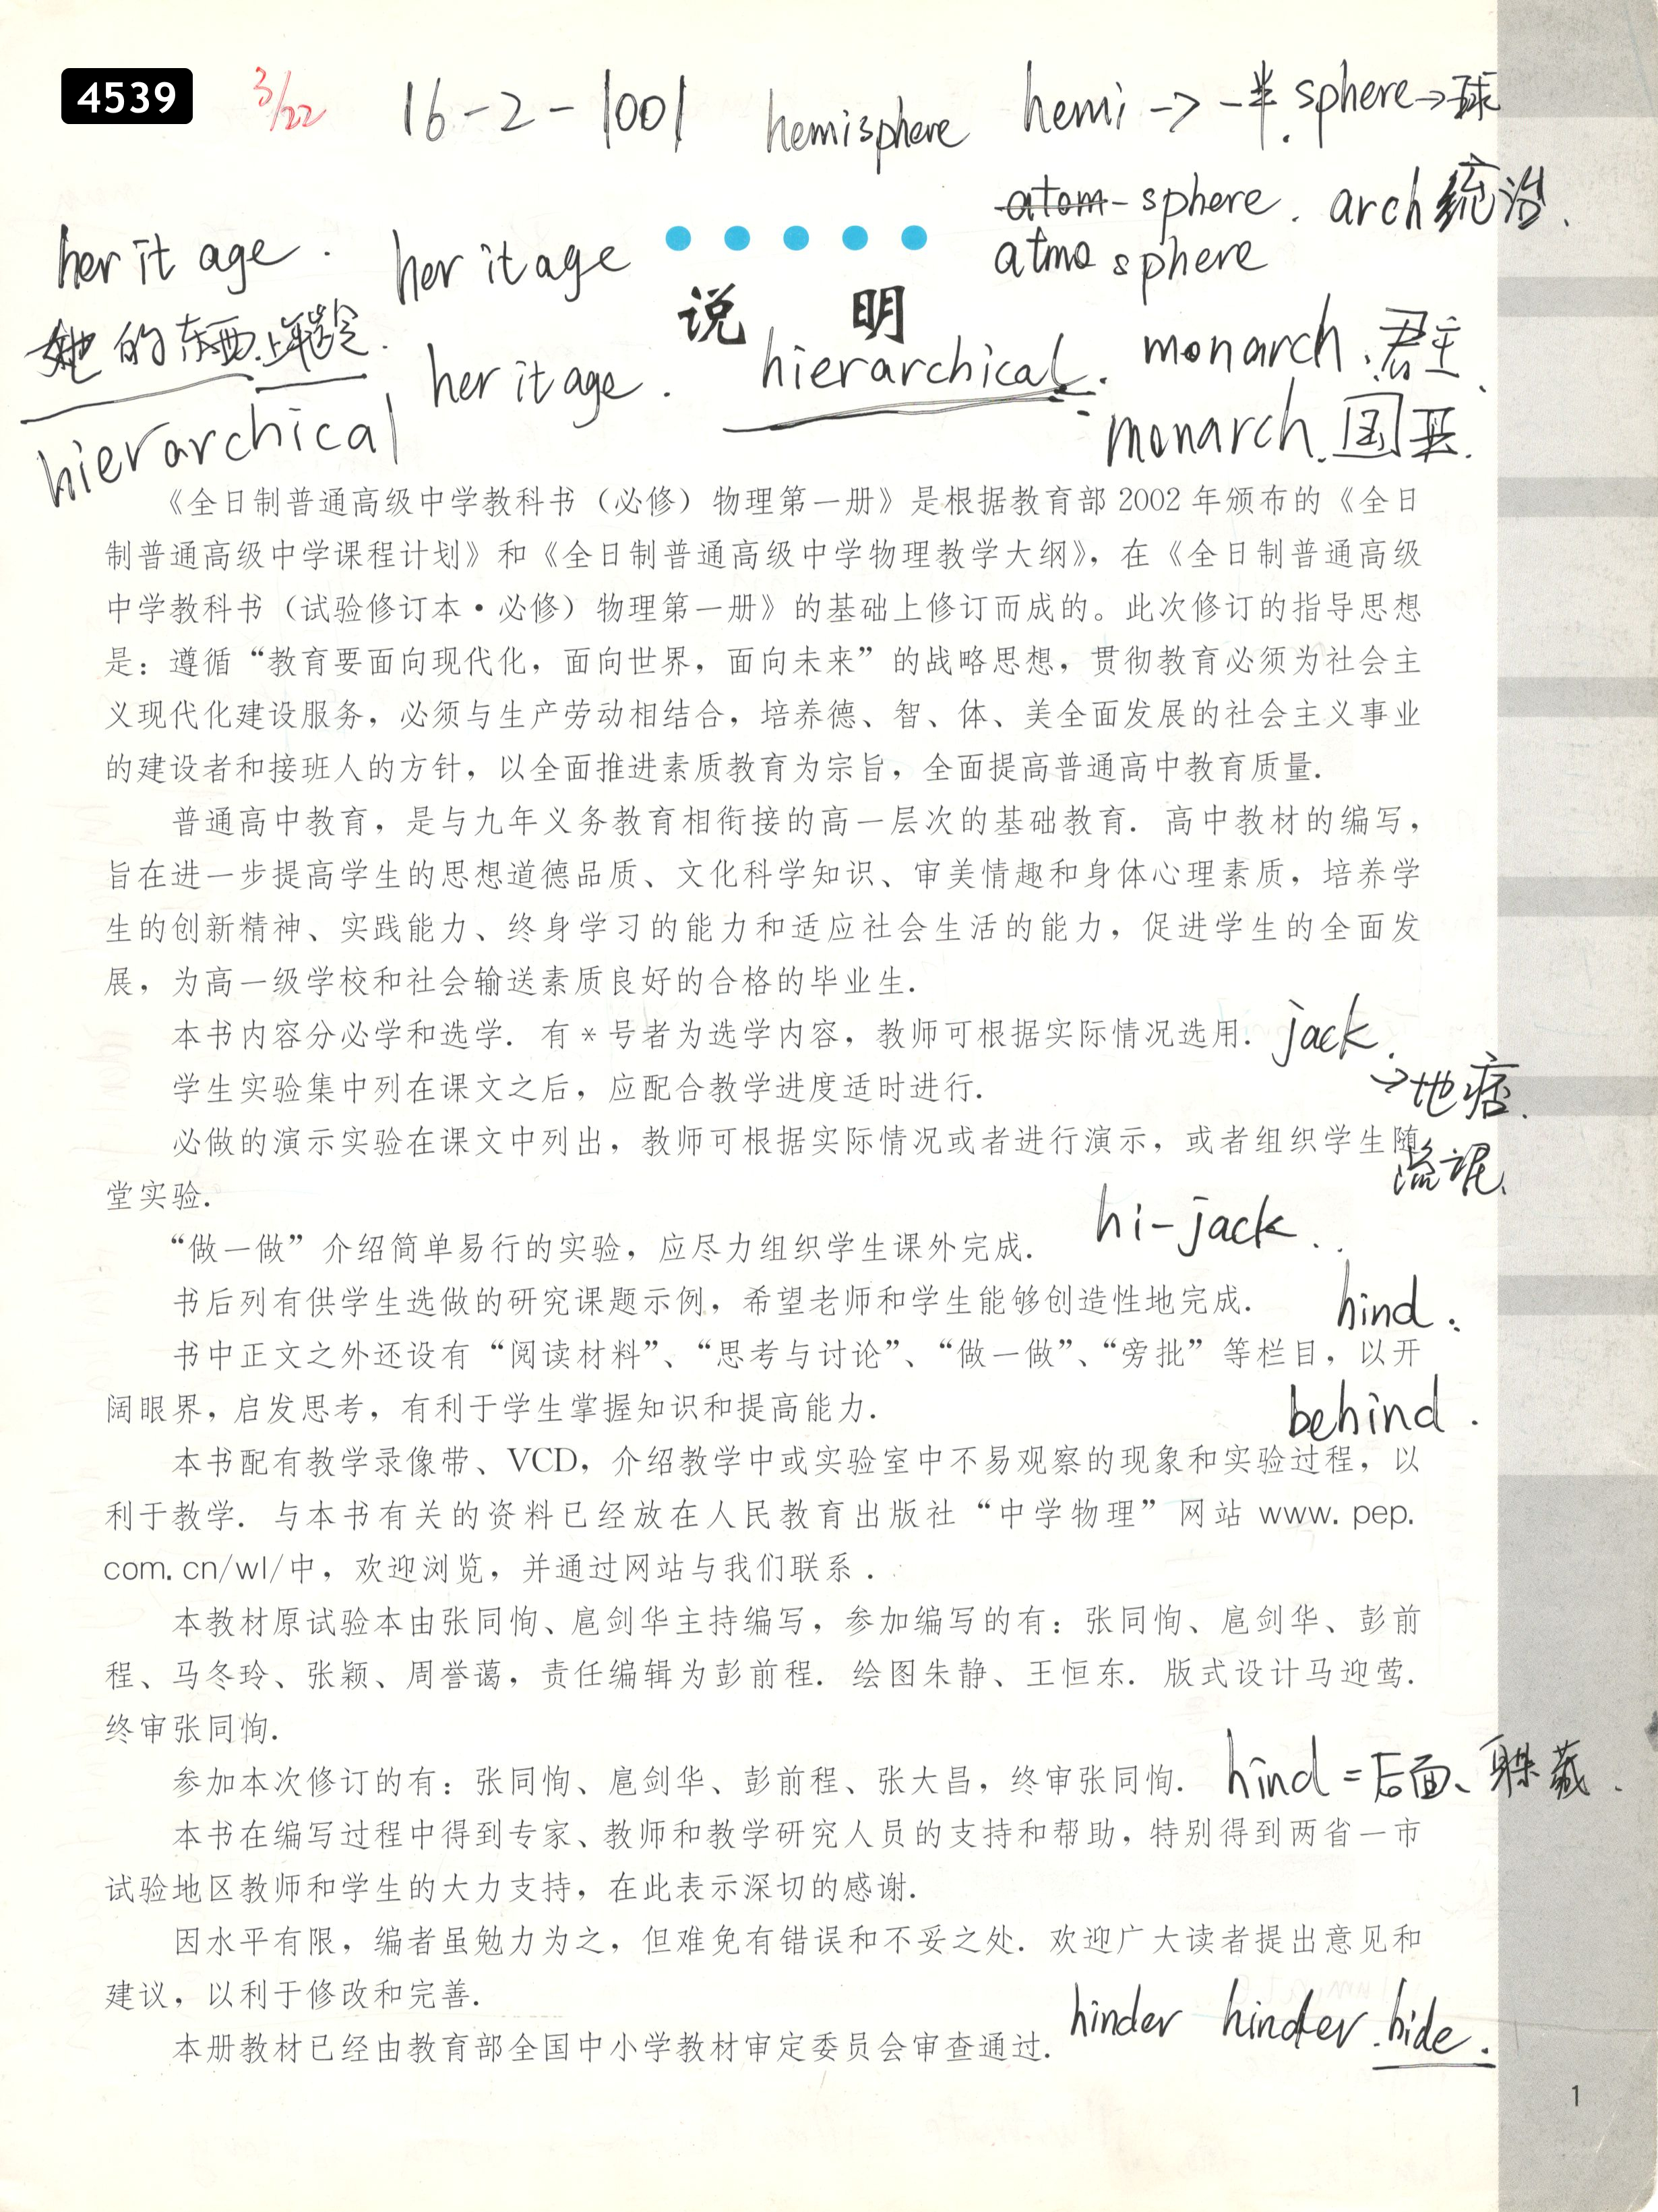 4539
3/22
16-2-1001
hemisphere
hemi -> 一半. sphere->球
atom-sphere. arch统治.
atmosphere
heritage.
heritage
说 明
她的东西上年龄.
heritage.
hierarchical.
monarch.君主.
hierarchical
monarch.国王.
《全日制普通高级中学教科书（必修）物理第一册》是根据教育部 2002 年颁布的《全日
制普通高级中学课程计划》和《全日制普通高级中学物理教学大纲》，在《全日制普通高级
中学教科书（试验修订本·必修）物理第一册》的基础上修订而成的。此次修订的指导思想
是：遵循“教育要面向现代化，面向世界，面向未来”的战略思想，贯彻教育必须为社会主
义现代化建设服务，必须与生产劳动相结合，培养德、智、体、美全面发展的社会主义事业
的建设者和接班人的方针，以全面推进素质教育为宗旨，全面提高普通高中教育质量．
普通高中教育，是与九年义务教育相衔接的高一层次的基础教育．高中教材的编写，
旨在进一步提高学生的思想道德品质、文化科学知识、审美情趣和身体心理素质，培养学
生的创新精神、实践能力、终身学习的能力和适应社会生活的能力，促进学生的全面发
展，为高一级学校和社会输送素质良好的合格的毕业生．
本书内容分必学和选学．有*号者为选学内容，教师可根据实际情况选用．
jack.
学生实验集中列在课文之后，应配合教学进度适时进行．
->地痞.
必做的演示实验在课文中列出，教师可根据实际情况或者进行演示，或者组织学生随
流氓.
堂实验．
hi-jack..
“做一做”介绍简单易行的实验，应尽力组织学生课外完成．
书后列有供学生选做的研究课题示例，希望老师和学生能够创造性地完成．
hind.
书中正文之外还设有“阅读材料”、“思考与讨论”、“做一做”、“旁批”等栏目，以开
阔眼界，启发思考，有利于学生掌握知识和提高能力．
behind.
本书配有教学录像带、VCD，介绍教学中或实验室中不易观察的现象和实验过程，以
利于教学．与本书有关的资料已经放在人民教育出版社“中学物理”网站 www. pep.
com. cn/wl/中，欢迎浏览，并通过网站与我们联系．
本教材原试验本由张同恂、扈剑华主持编写，参加编写的有：张同恂、扈剑华、彭前
程、马冬玲、张颖、周誉蔼，责任编辑为彭前程．绘图朱静、王恒东．版式设计马迎莺．
终审张同恂．
参加本次修订的有：张同恂、扈剑华、彭前程、张大昌，终审张同恂．
hind=后面、躲藏.
本书在编写过程中得到专家、教师和教学研究人员的支持和帮助，特别得到两省一市
试验地区教师和学生的大力支持，在此表示深切的感谢．
因水平有限，编者虽勉力为之，但难免有错误和不妥之处．欢迎广大读者提出意见和
建议，以利于修改和完善．
hinder hinder.hide.
本册教材已经由教育部全国中小学教材审定委员会审查通过．
1